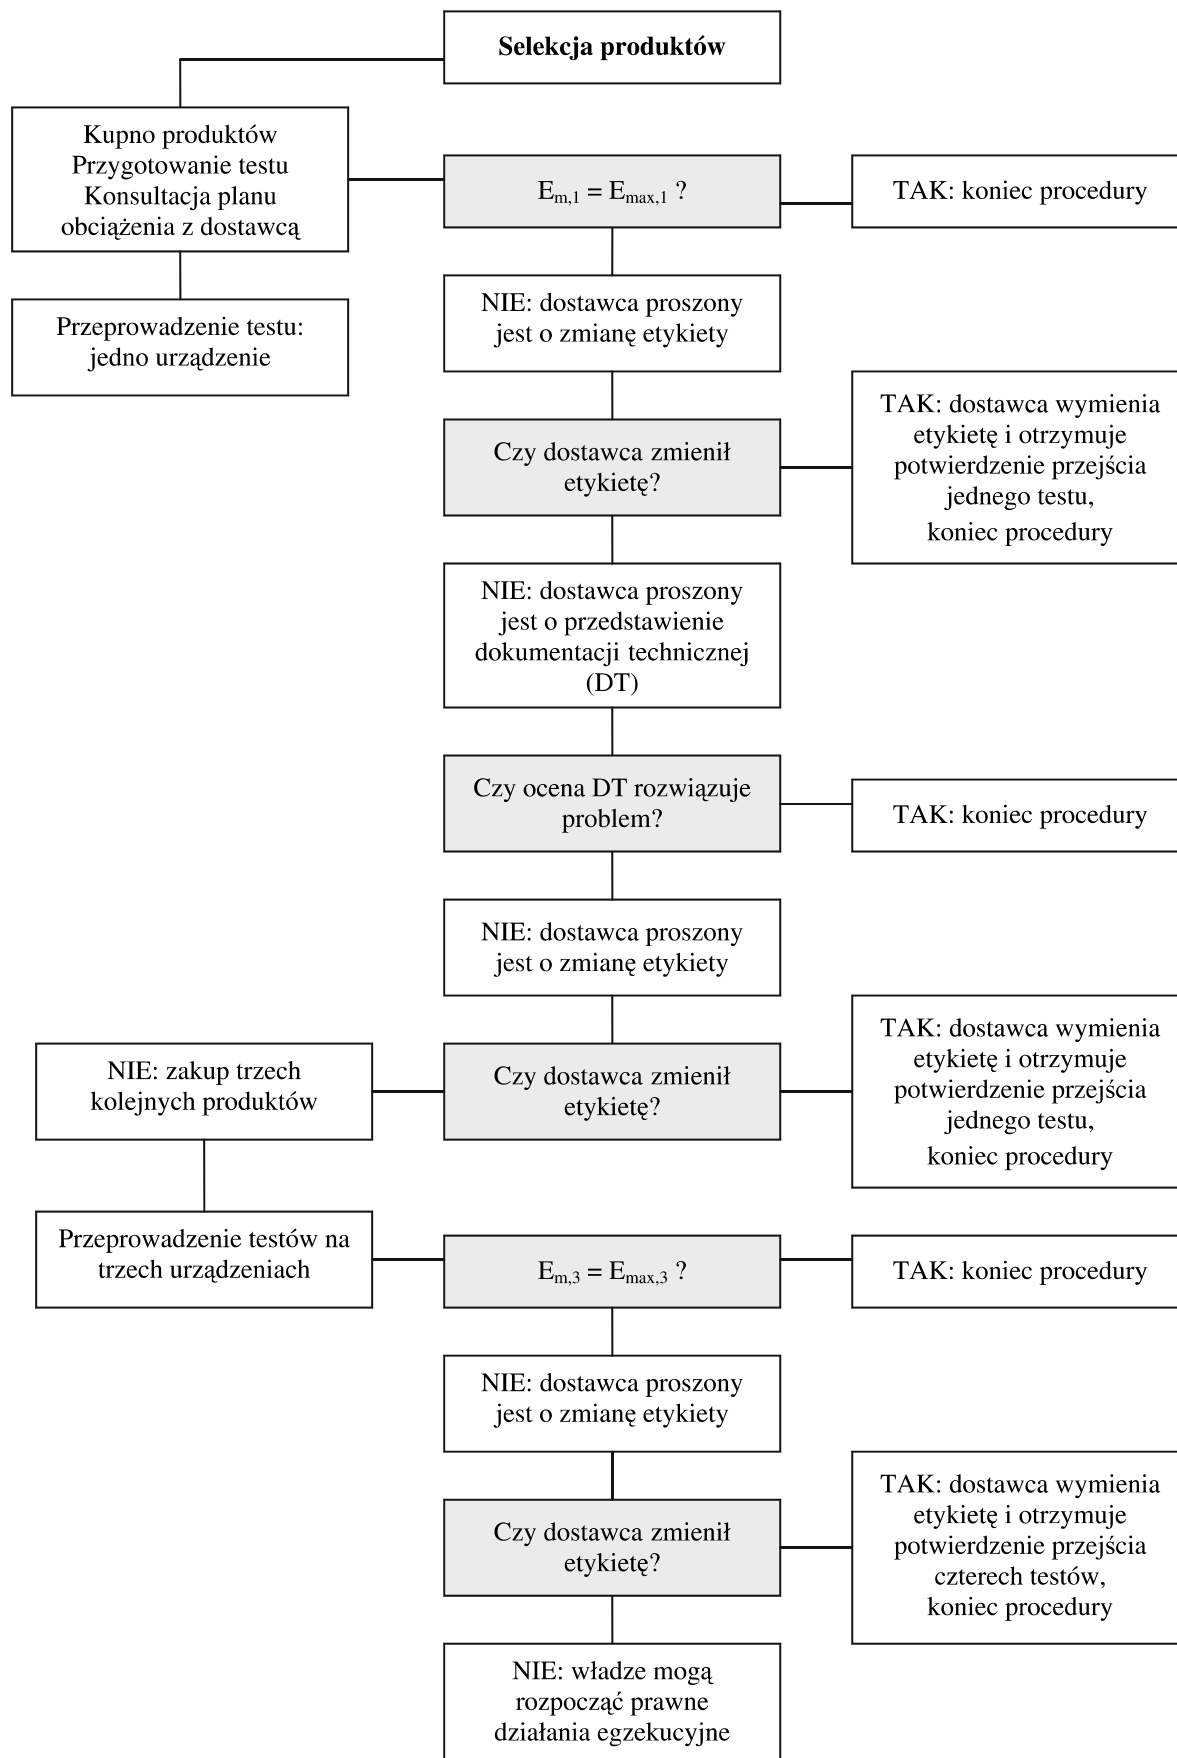 Selekcja produktów
Kupno produktów
Przygotowanie testu
Konsultacja planu
obciążenia z dostawcą
Em,1 = Emax,1 ?
TAK: koniec procedury
NIE: dostawca proszony
jest o zmianę etykiety
Przeprowadzenie testu:
jedno urządzenie
Czy dostawca zmienił
etykietę?
TAK: dostawca wymienia
etykietę i otrzymuje
potwierdzenie przejścia
jednego testu,
koniec procedury
NIE: dostawca proszony
jest o przedstawienie
dokumentacji technicznej
(DT)
Czy ocena DT rozwiązuje
problem?
TAK: koniec procedury
NIE: dostawca proszony
jest o zmianę etykiety
NIE: zakup trzech
kolejnych produktów
Czy dostawca zmienił
etykietę?
TAK: dostawca wymienia
etykietę i otrzymuje
potwierdzenie przejścia
jednego testu,
koniec procedury
Przeprowadzenie testów na
trzech urządzeniach
Em,3 = Emax,3 ?
TAK: koniec procedury
NIE: dostawca proszony
jest o zmianę etykiety
Czy dostawca zmienił
etykietę?
TAK: dostawca wymienia
etykietę i otrzymuje
potwierdzenie przejścia
czterech testów,
koniec procedury
NIE: władze mogą
rozpocząć prawne
działania egzekucyjne